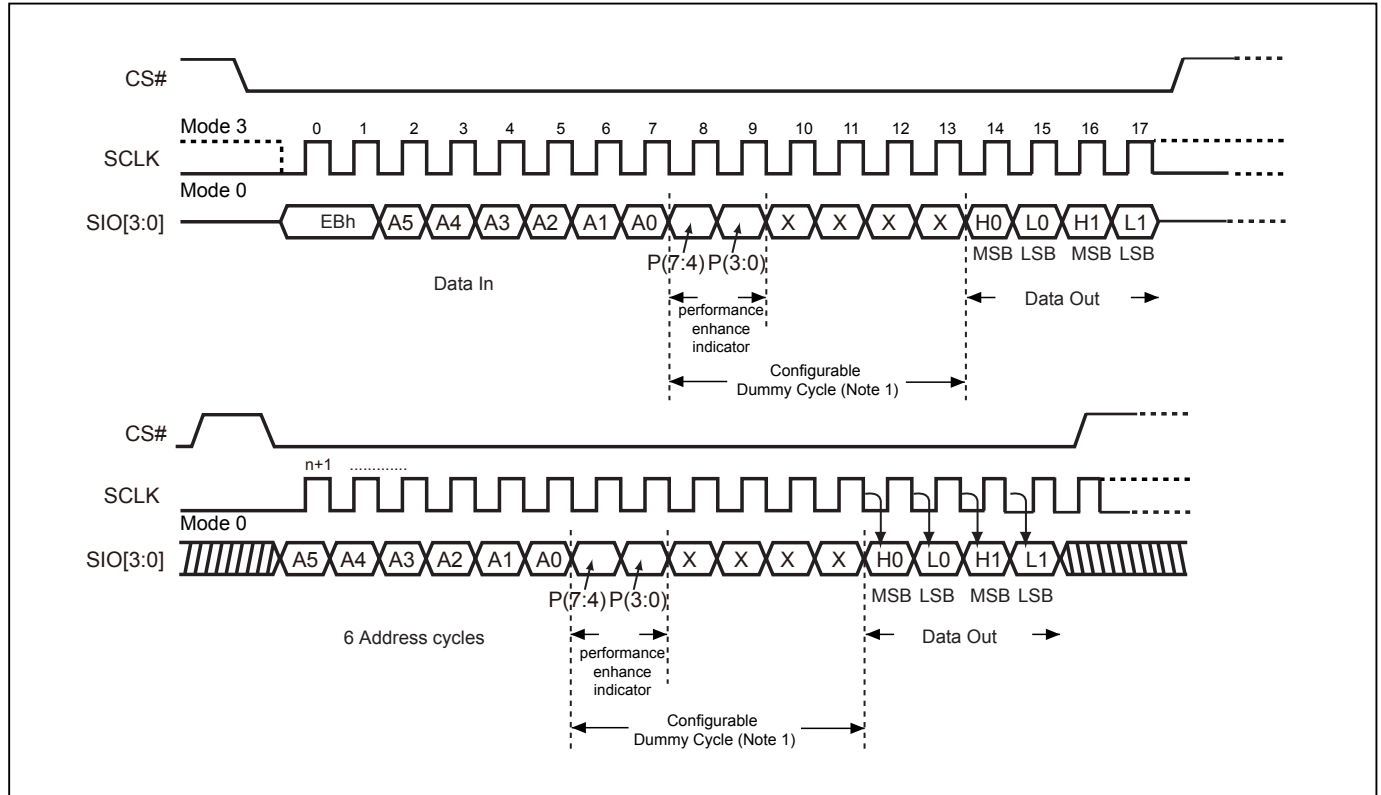 CS#
Mode 3
0 1 2 3 4 5 6 7 8 9 10 11 12 13 14 15 16 17
SCLK
Mode 0
SIO[3:0] EBh A5 A4 A3 A2 A1 A0 X X X X H0 L0 H1 L1
P(7:4) P(3:0) MSB LSB MSB LSB
Data In
Data Out
performance
enhance
indicator
Configurable
Dummy Cycle (Note 1)
CS#
n+1 .............
SCLK
Mode 0
SIO[3:0] A5 A4 A3 A2 A1 A0 X X X X H0 L0 H1 L1
P(7:4) P(3:0) MSB LSB MSB LSB
6 Address cycles
Data Out
performance
enhance
indicator
Configurable
Dummy Cycle (Note 1)